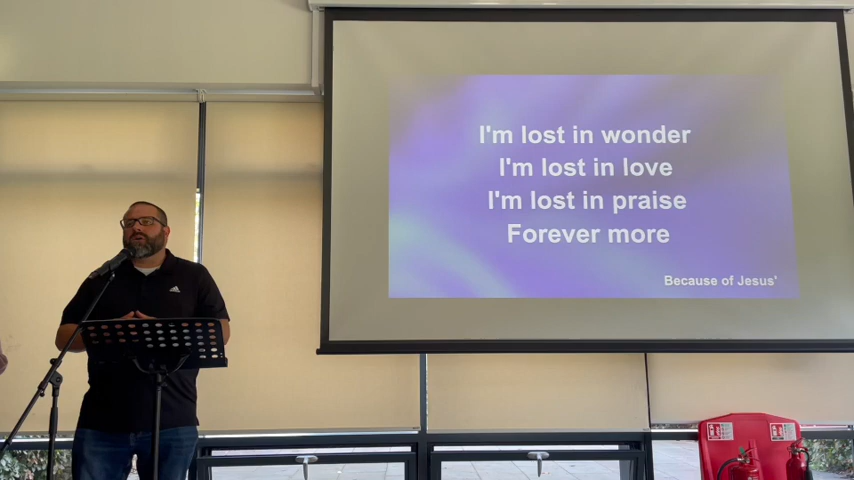 I'm lost in wonder
I'm lost in love
I'm lost in praise
Forever more
Because of Jesus'